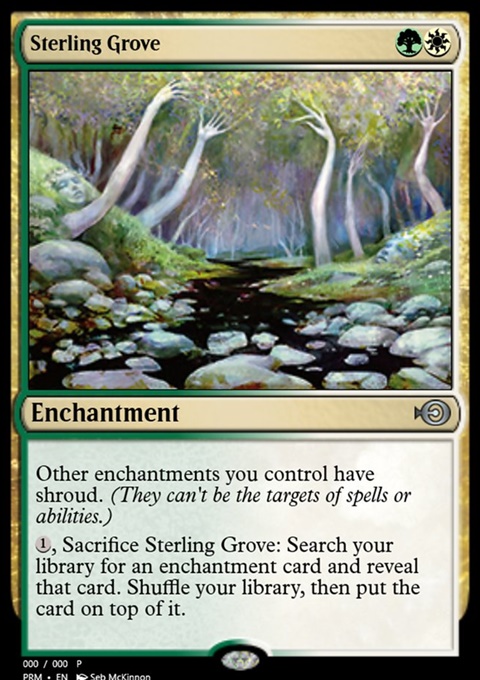 Sterling Grove
Enchantment
Other enchantments you control have
shroud. (They can't be the targets of spells or
abilities.)
1, Sacrifice Sterling Grove: Search your
library for an enchantment card and reveal
that card. Shuffle your library, then put the
card on top of it.
000 / 000 P
PRM • EN Seb McKinnon